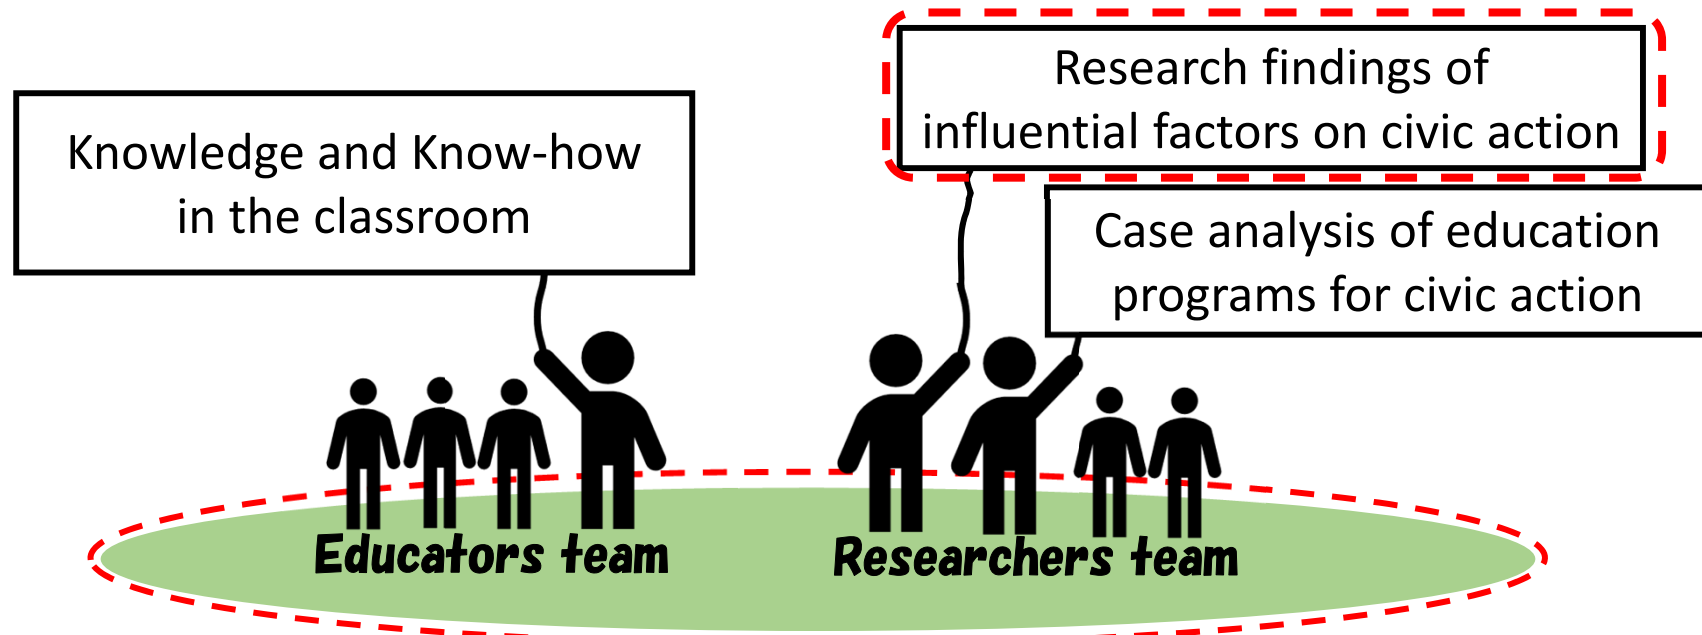 Knowledge and Know-how
in the classroom
Research findings of
influential factors on civic action
Case analysis of education
programs for civic action
Educators team
Researchers team